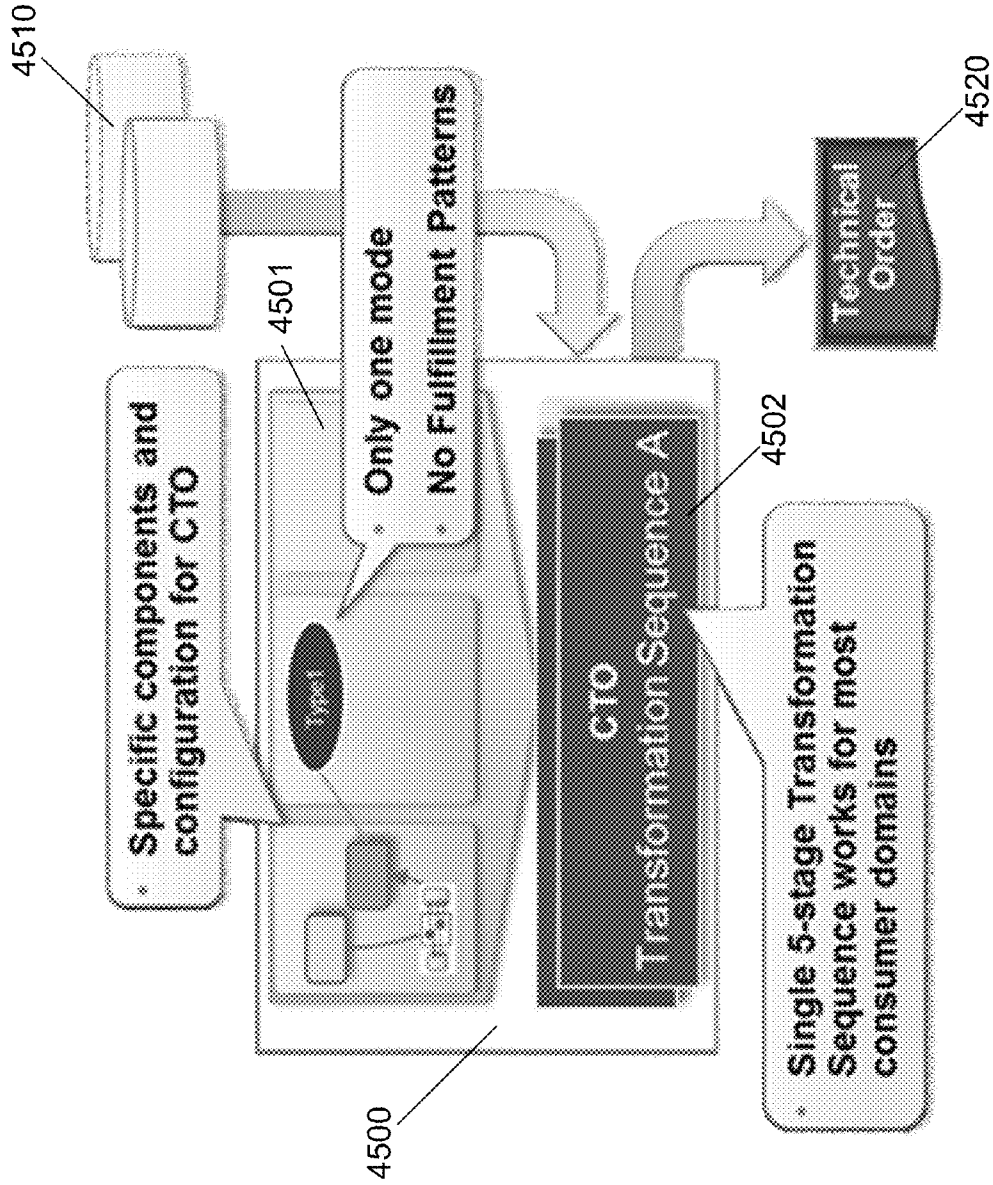 4510
• Specific components and
configuration for CTO
4501
• Only one mode
• No Fulfillment Patterns
Type1
4500
CTO
Transformation Sequence A
4502
• Single 5-stage Transformation
Sequence works for most
consumer domains
Technical
Order
4520